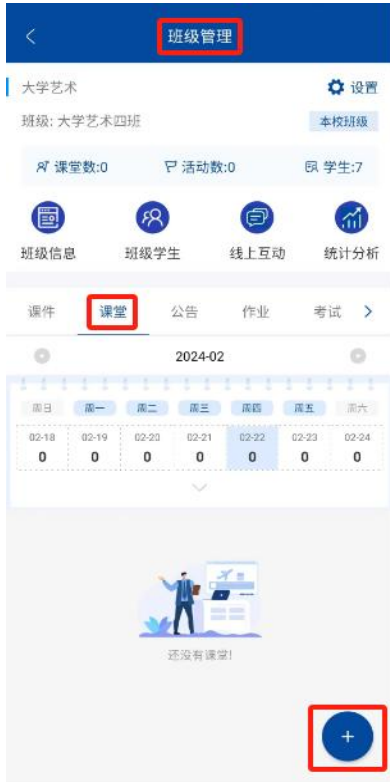 班级管理
大学艺术 设置
班级: 大学艺术四班 本校班级
课堂数:0 活动数:0 学生:7
班级信息 班级学生 线上互动 统计分析
课件 课堂 公告 作业 考试
2024-02
周日 周一 周二 周三 周四 周五 周六
02-18 02-19 02-20 02-21 02-22 02-23 02-24
0 0 0 0 0 0 0
还没有课堂!